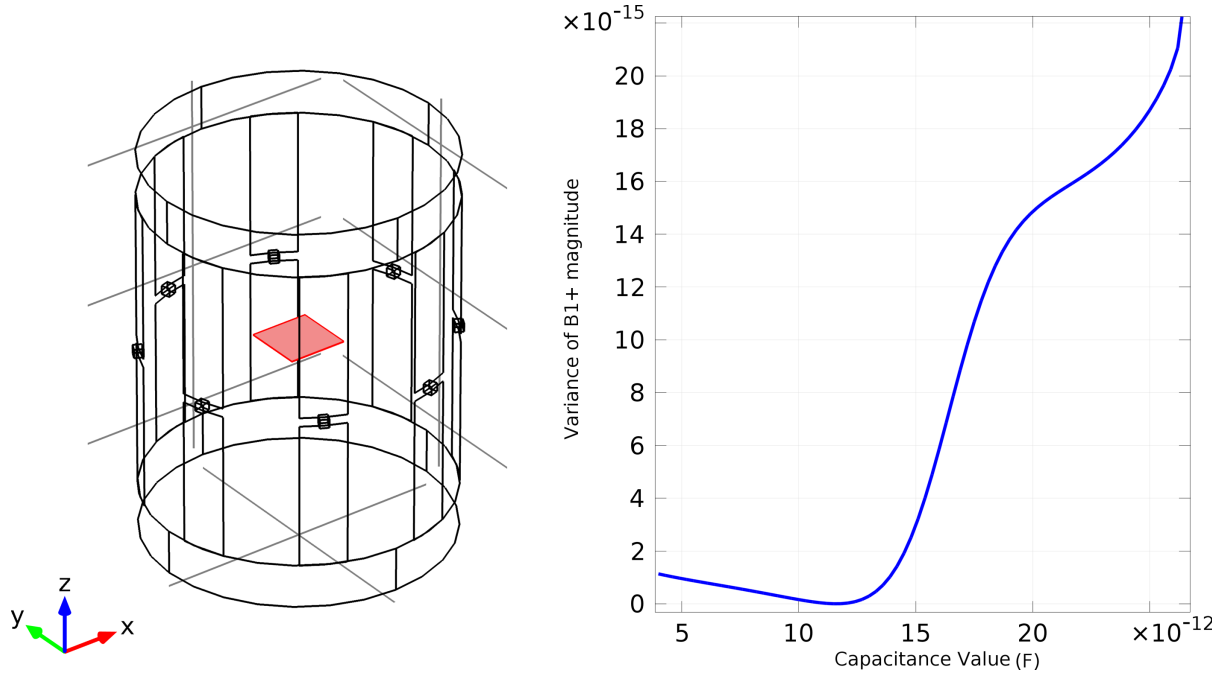 z
y
x
×10⁻¹⁵
20
18
16
14
12
10
8
6
4
2
0
Variance of B1+ magnitude
5 10 15 20 ×10⁻¹²
Capacitance Value (F)